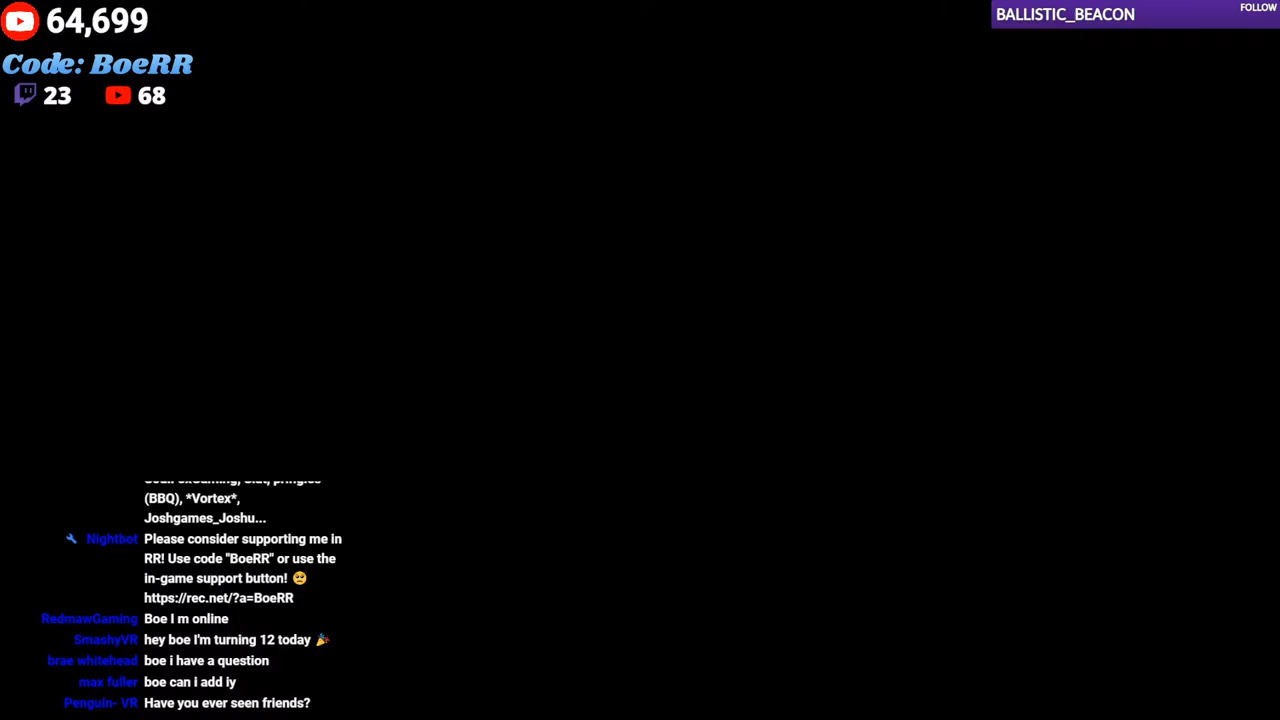 64,699
BALLISTIC_BEACON
FOLLOW
Code: BoeRR
23
68
(BBQ), *Vortex*,
Joshgames_Joshu...
Nightbot Please consider supporting me in
RR! Use code "BoeRR" or use the
in-game support button! 🥺
https://rec.net/?a=BoeRR
RedmawGaming Boe I m online
SmashyVR hey boe I'm turning 12 today 🎉
brae whitehead boe i have a question
max fuller boe can i add iy
Penguin- VR Have you ever seen friends?